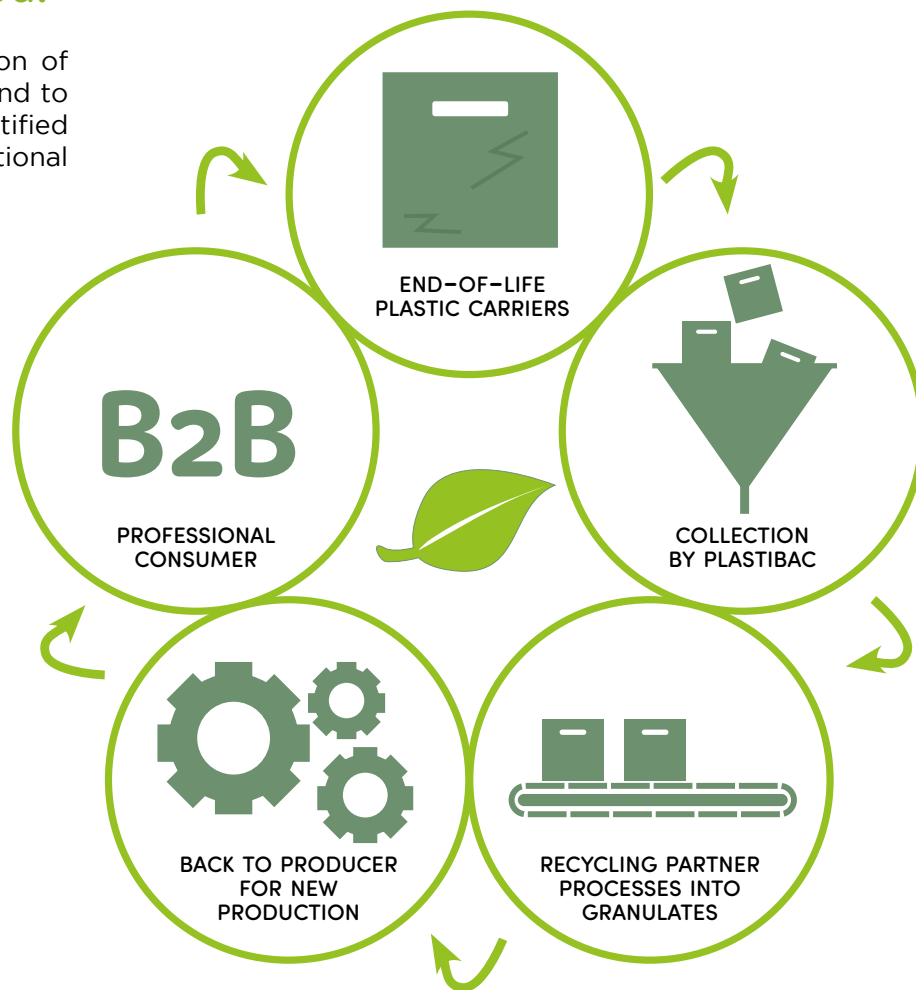 on of
nd to
tified
tional
END-OF-LIFE
PLASTIC CARRIERS
COLLECTION
BY PLASTIBAC
RECYCLING PARTNER
PROCESSES INTO
GRANULATES
BACK TO PRODUCER
FOR NEW
PRODUCTION
B2B
PROFESSIONAL
CONSUMER